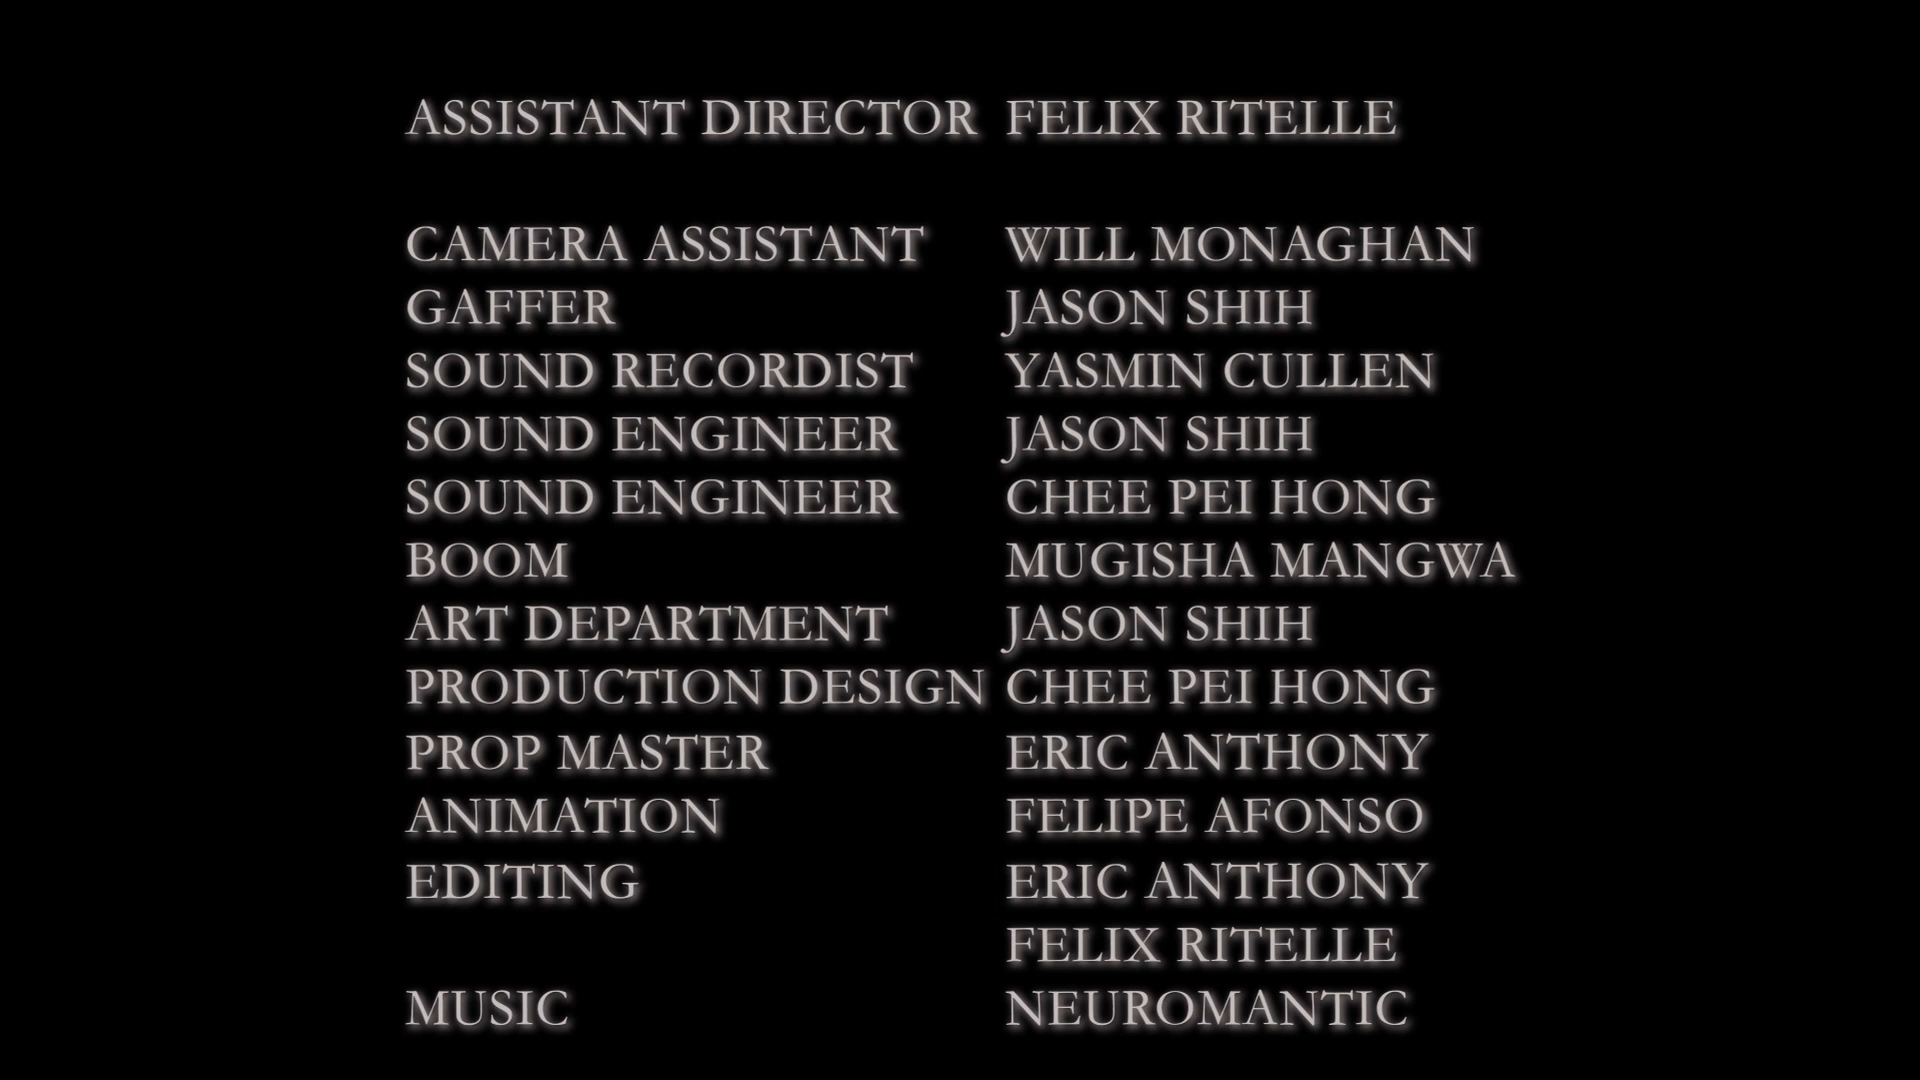 ASSISTANT DIRECTOR FELIX RITELLE
CAMERA ASSISTANT WILL MONAGHAN
GAFFER JASON SHIH
SOUND RECORDIST YASMIN CULLEN
SOUND ENGINEER JASON SHIH
SOUND ENGINEER CHEE PEI HONG
BOOM MUGISHA MANGWA
ART DEPARTMENT JASON SHIH
PRODUCTION DESIGN CHEE PEI HONG
PROP MASTER ERIC ANTHONY
ANIMATION FELIPE AFONSO
EDITING ERIC ANTHONY
FELIX RITELLE
MUSIC NEUROMANTIC